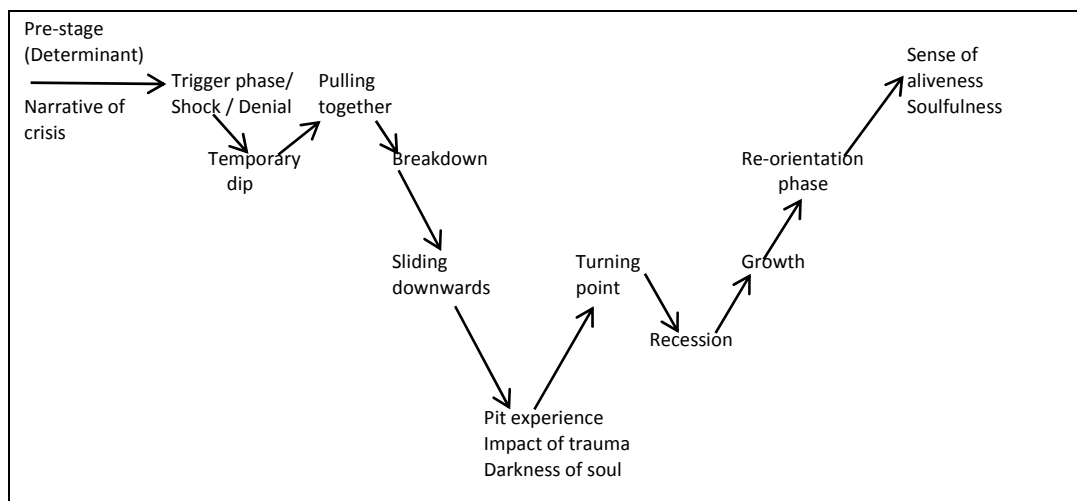 Pre-stage
(Determinant)
Narrative of
crisis
Trigger phase/
Shock / Denial
Temporary
dip
Pulling
together
Breakdown
Sliding
downwards
Pit experience
Impact of trauma
Darkness of soul
Turning
point
Recession
Growth
Re-orientation
phase
Sense of
aliveness
Soulfulness